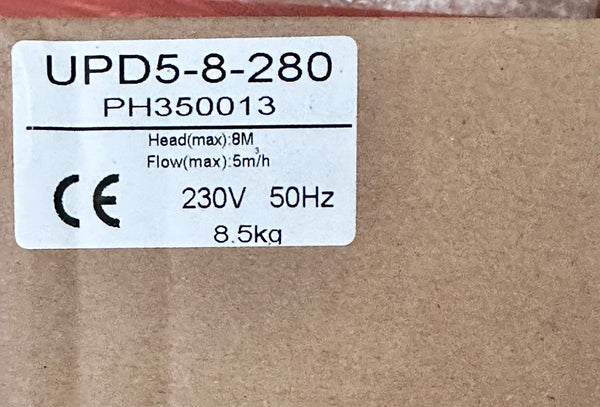 UPD5-8-280
PH350013
Head(max):8M
Flow(max):5m³/h
CE 230V 50Hz
8.5kg